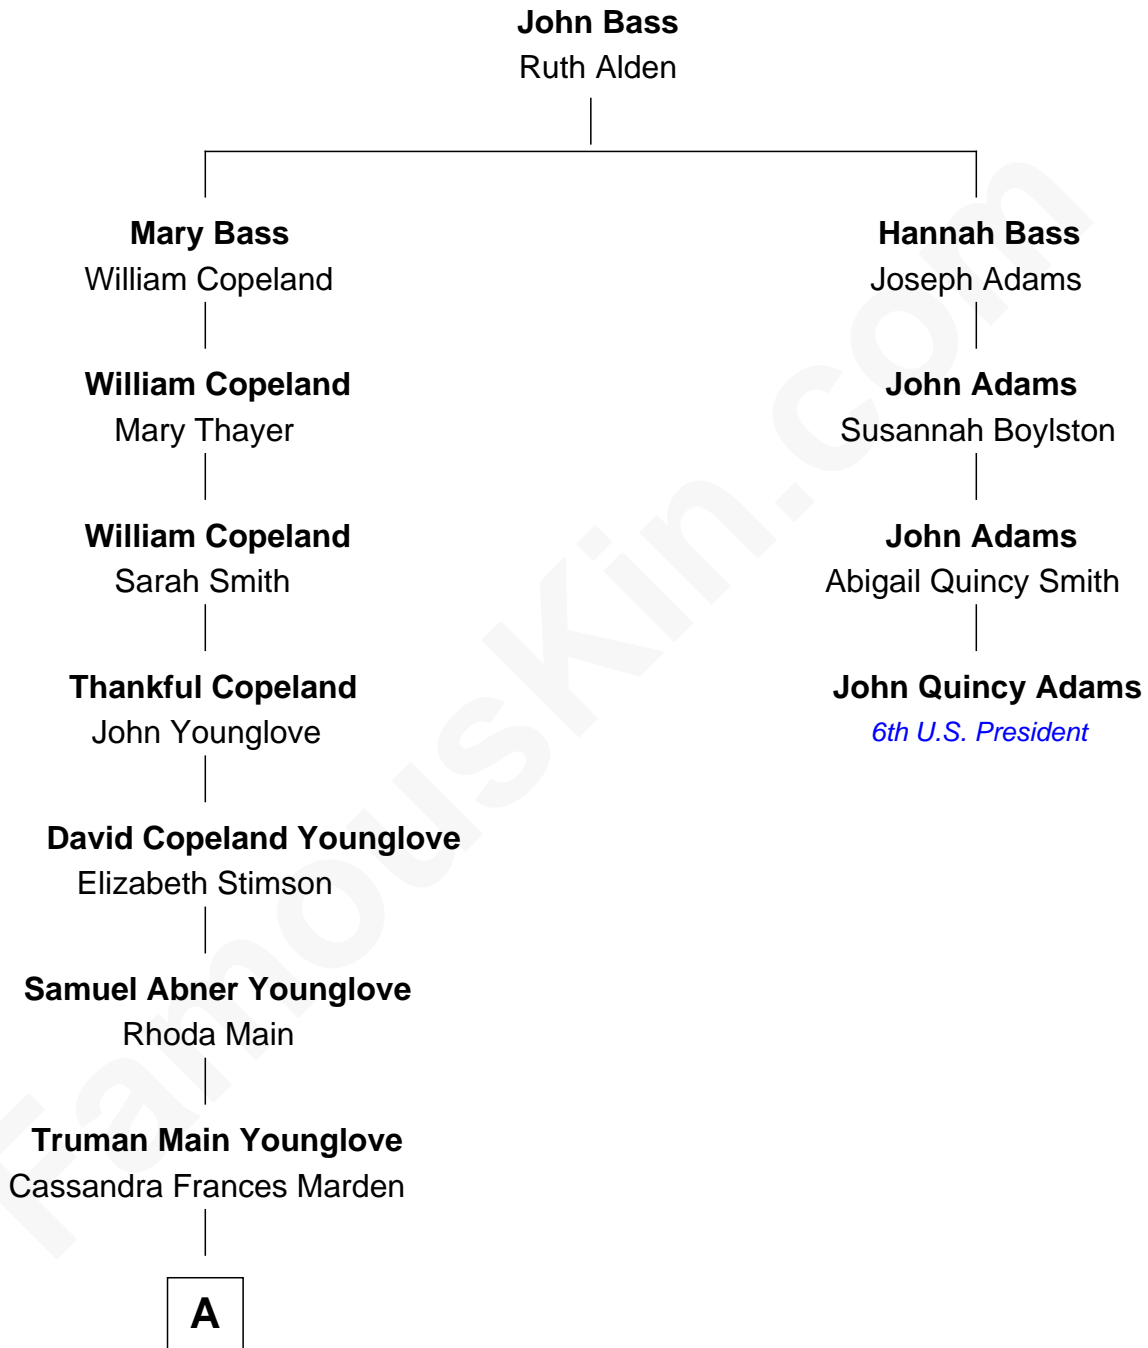 John Bass
Ruth Alden
Mary Bass
William Copeland
Hannah Bass
Joseph Adams
William Copeland
Mary Thayer
John Adams
Susannah Boylston
William Copeland
Sarah Smith
John Adams
Abigail Quincy Smith
Thankful Copeland
John Younglove
John Quincy Adams
6th U.S. President
David Copeland Younglove
Elizabeth Stimson
Samuel Abner Younglove
Rhoda Main
Truman Main Younglove
Cassandra Frances Marden
A
FamousKin.com